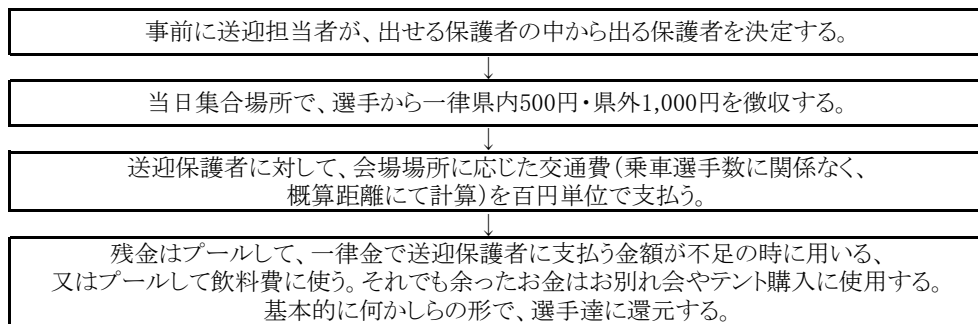 事前に送迎担当者が、出せる保護者の中から出る保護者を決定する。
↓
当日集合場所で、選手から一律県内500円・県外1,000円を徴収する。
↓
送迎保護者に対して、会場場所に応じた交通費（乗車選手数に関係なく、
概算距離にて計算）を百円単位で支払う。
↓
残金はプールして、一律金で送迎保護者に支払う金額が不足の時に用いる、
又はプールして飲料費に使う。それでも余ったお金はお別れ会やテント購入に使用する。
基本的に何かしらの形で、選手達に還元する。